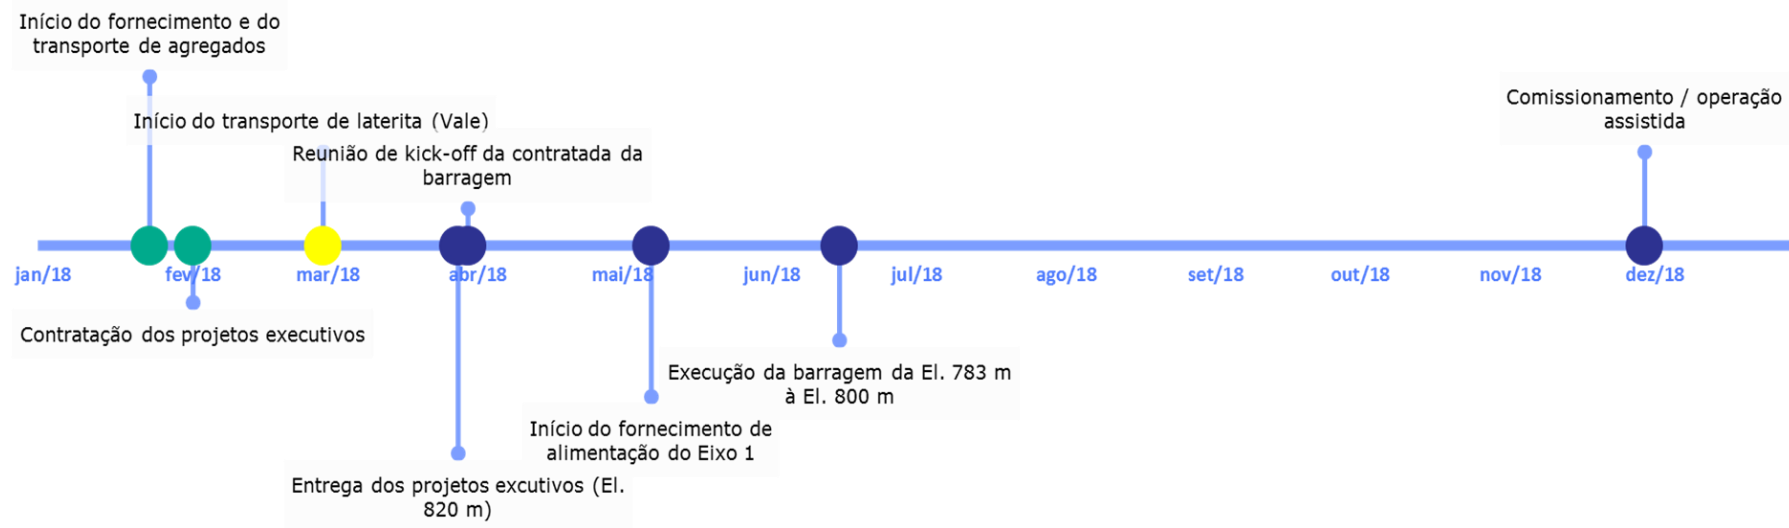 Início do fornecimento e do
transporte de agregados
Início do transporte de laterita (Vale)
Reunião de kick-off da contratada da
barragem
Comissionamento / operação
assistida
jan/18
fev/18
mar/18
abr/18
mai/18
jun/18
jul/18
ago/18
set/18
out/18
nov/18
dez/18
Contratação dos projetos executivos
Execução da barragem da El. 783 m
à El. 800 m
Início do fornecimento de
alimentação do Eixo 1
Entrega dos projetos excutivos (El.
820 m)